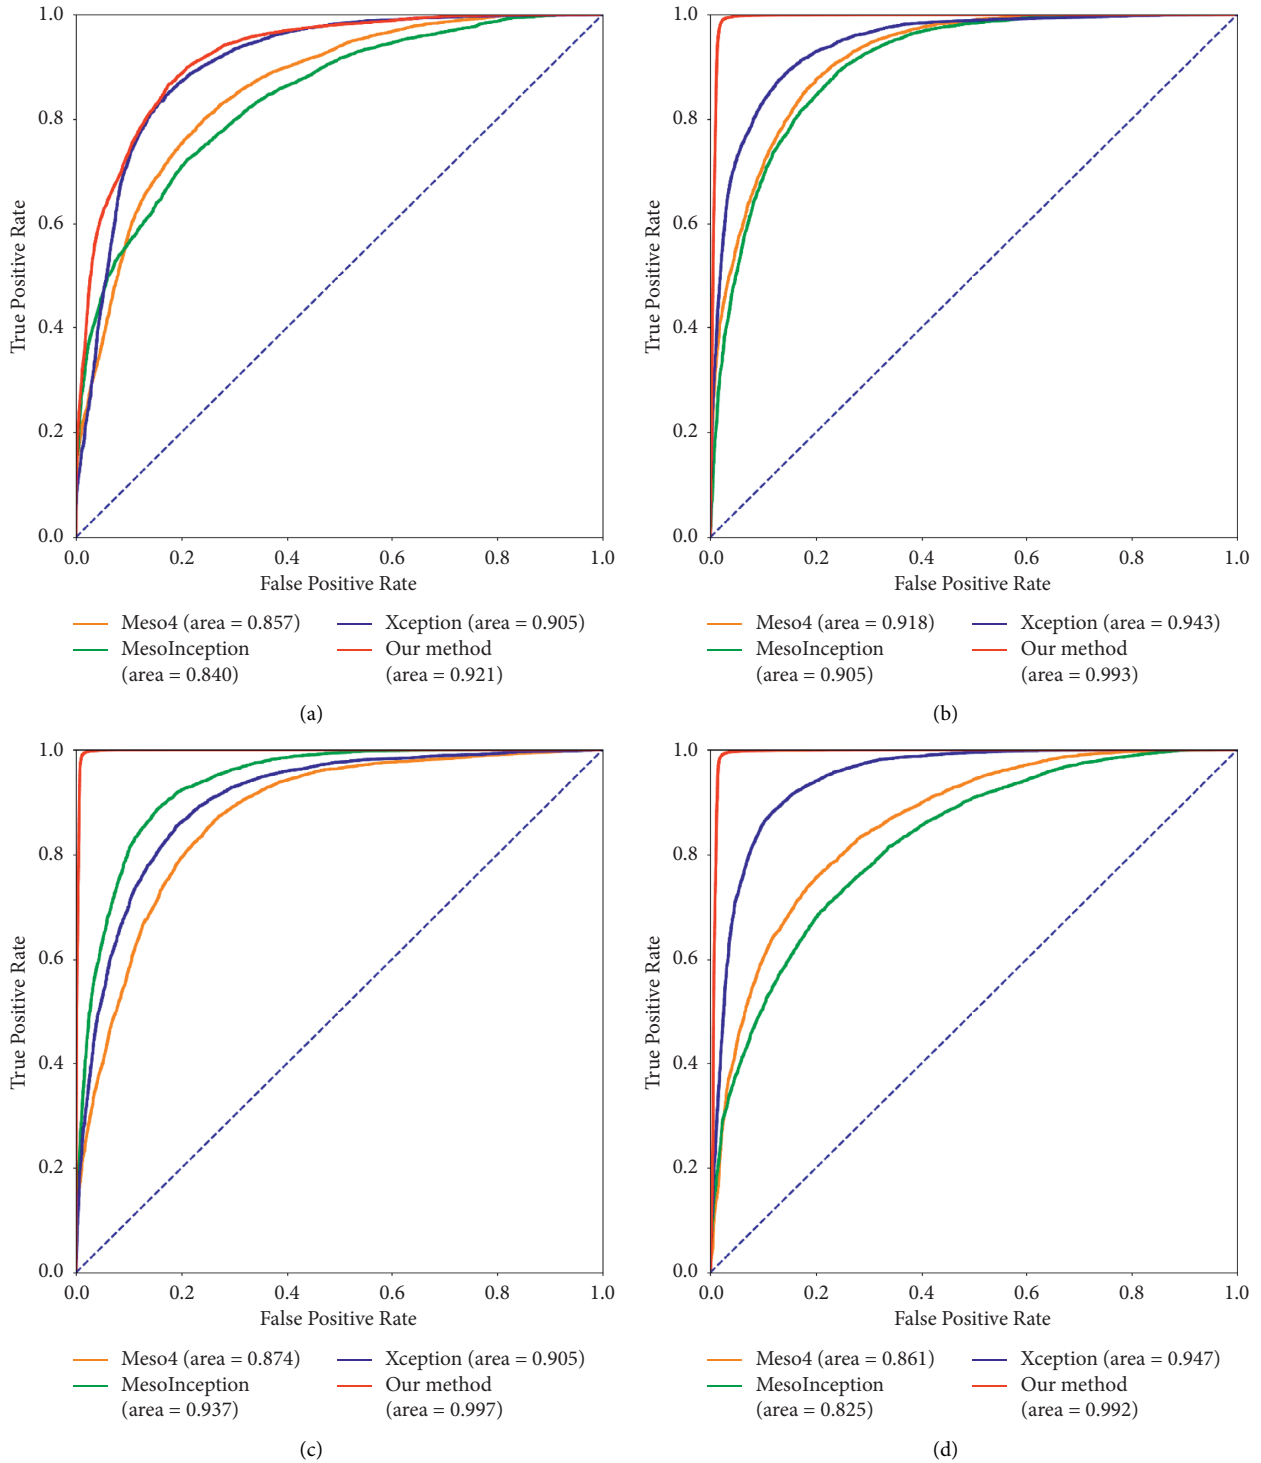 1.0
0.8
0.6
0.4
0.2
0.0
True Positive Rate
0.0 0.2 0.4 0.6 0.8 1.0
False Positive Rate
Meso4 (area = 0.857)
MesoInception
(area = 0.840)
Xception (area = 0.905)
Our method
(area = 0.921)
(a)
1.0
0.8
0.6
0.4
0.2
0.0
True Positive Rate
0.0 0.2 0.4 0.6 0.8 1.0
False Positive Rate
Meso4 (area = 0.918)
MesoInception
(area = 0.905)
Xception (area = 0.943)
Our method
(area = 0.993)
(b)
1.0
0.8
0.6
0.4
0.2
0.0
True Positive Rate
0.0 0.2 0.4 0.6 0.8 1.0
False Positive Rate
Meso4 (area = 0.874)
MesoInception
(area = 0.937)
Xception (area = 0.905)
Our method
(area = 0.997)
(c)
1.0
0.8
0.6
0.4
0.2
0.0
True Positive Rate
0.0 0.2 0.4 0.6 0.8 1.0
False Positive Rate
Meso4 (area = 0.861)
MesoInception
(area = 0.825)
Xception (area = 0.947)
Our method
(area = 0.992)
(d)